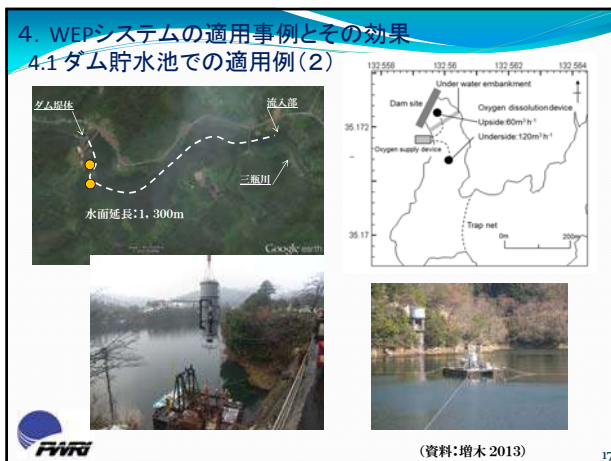 4．WEPシステムの適用事例とその効果
4.1 ダム貯水池での適用例(2)
ダム堤体
流入部
三瓶川
水面延長:1，300m
Google earth
132.558
132.56
132.562
132.564
Under water embankment
Dam site
Oxygen dissolution device
Upside:60m³h⁻¹
35.172
Underside:120m³h⁻¹
Oxygen supply device
Trap net
0m
200m
35.17
PWRI
(資料:増木 2013)
17